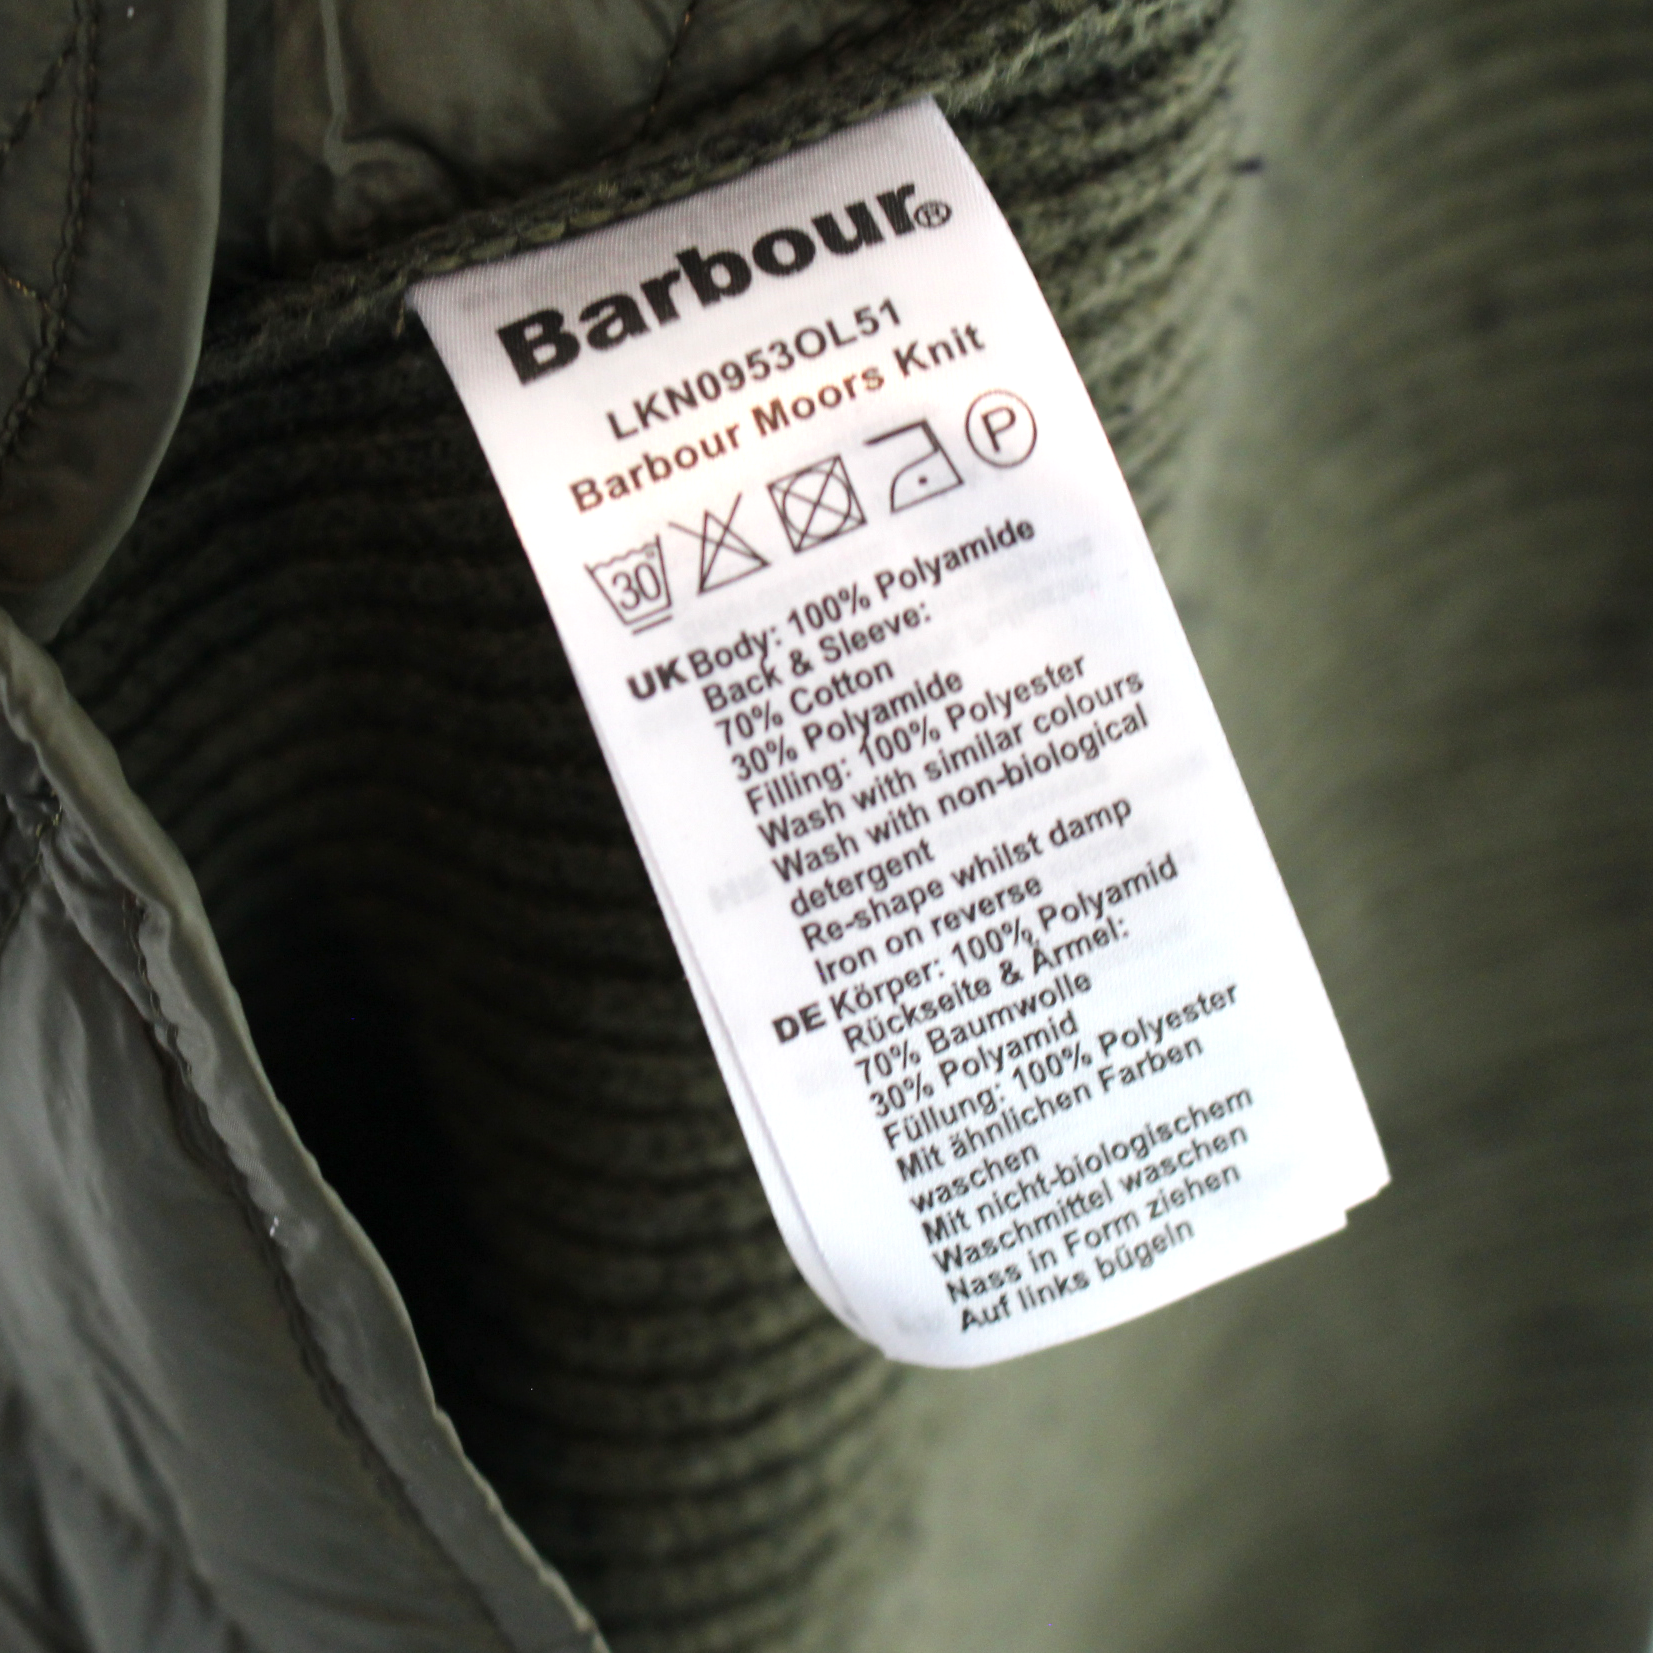 Barbour®
LKN0953OL51
Barbour Moors Knit
30° P
UK Body: 100% Polyamide
Back & Sleeve:
70% Cotton
30% Polyamide
Filling: 100% Polyester
Wash with similar colours
Wash with non-biological
detergent
Re-shape whilst damp
Iron on reverse
DE Körper: 100% Polyamid
Rückseite & Ärmel:
70% Baumwolle
30% Polyamid
Füllung: 100% Polyester
Mit ähnlichen Farben
waschen
Mit nicht-biologischem
Waschmittel waschen
Nass in Form ziehen
Auf links bügeln